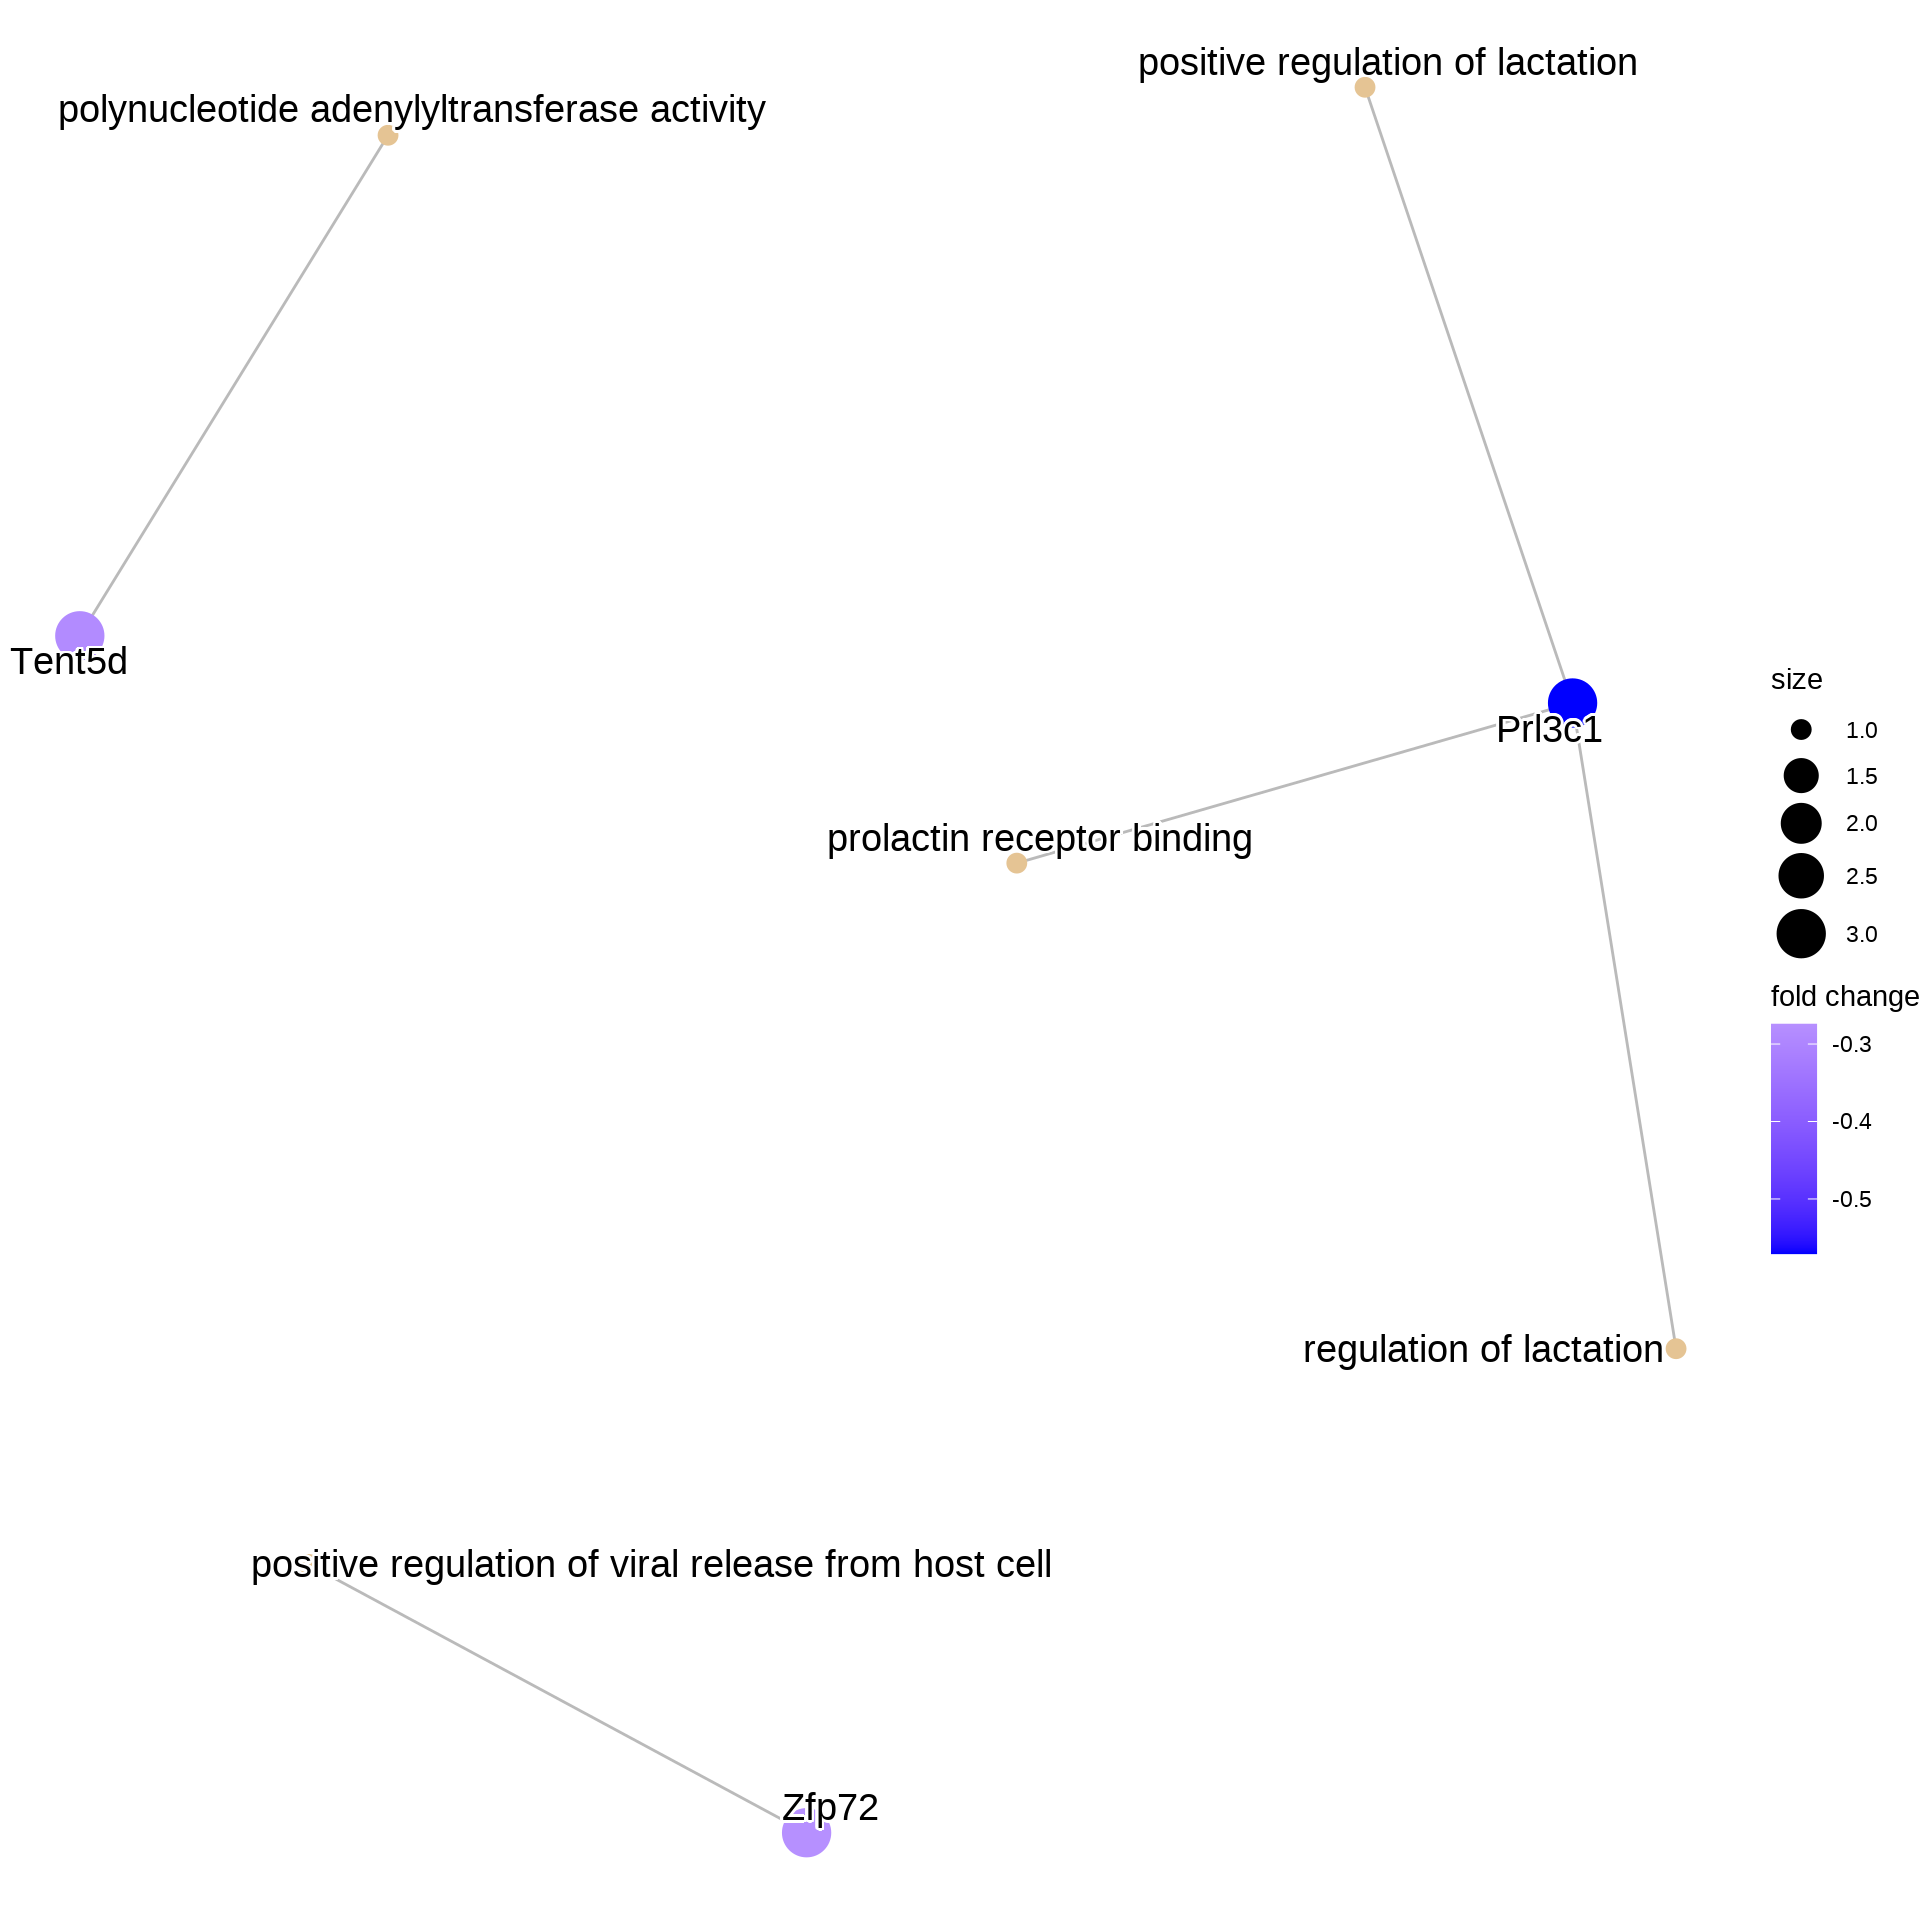 positive regulation of lactation
polynucleotide adenylyltransferase activity
Tent5d
Prl3c1
prolactin receptor binding
regulation of lactation
positive regulation of viral release from host cell
Zfp72
size
1.0
1.5
2.0
2.5
3.0
fold change
-0.3
-0.4
-0.5